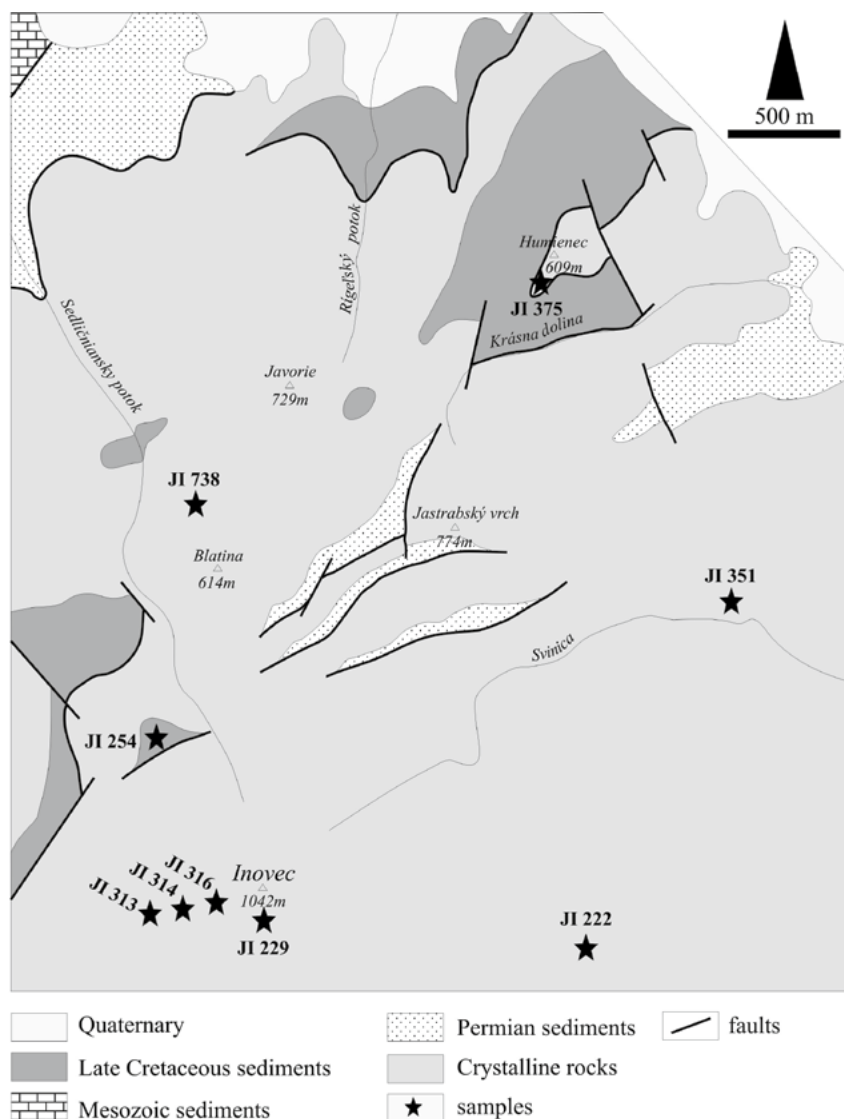 500 m
Rigeľský potok
Humienec
609m
JI 375
Krásna dolina
Sedličniansky potok
Javorie
729m
JI 738
Jastrabský vrch
774m
Blatina
614m
JI 351
Svinica
JI 254
JI 316
JI 314
JI 313
Inovec
1042m
JI 229
JI 222
Quaternary
Permian sediments
faults
Late Cretaceous sediments
Crystalline rocks
Mesozoic sediments
samples